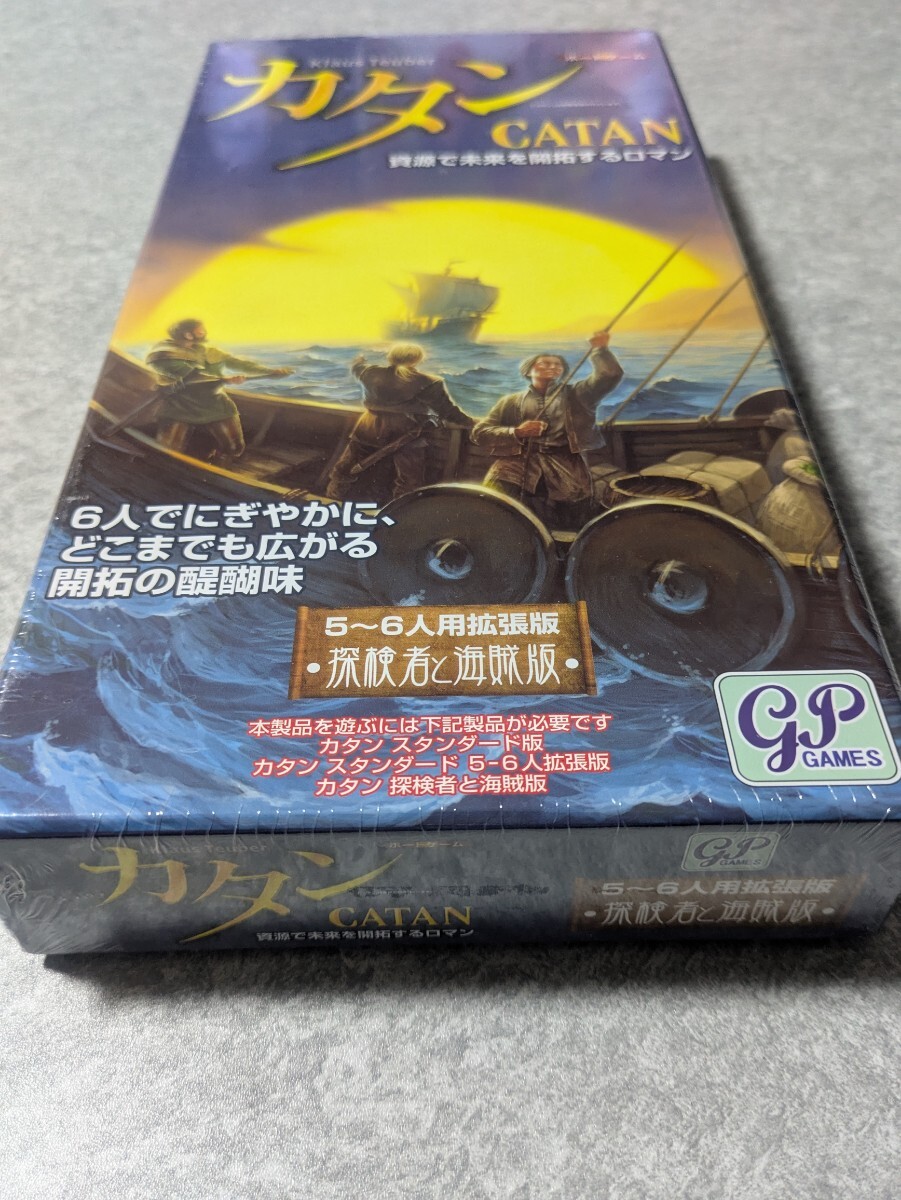 Klaus Teuber
ボードゲーム
カタン
CATAN
資源で未来を開拓するロマン
6人でにぎやかに、
どこまでも広がる
開拓の醍醐味
5〜6人用拡張版
・探検者と海賊版・
本製品を遊ぶには下記製品が必要です
カタン スタンダード版
カタン スタンダード 5-6人拡張版
カタン 探検者と海賊版
GP
GAMES
Klaus Teuber
ボードゲーム
カタン
CATAN
資源で未来を開拓するロマン
GP
GAMES
5〜6人用拡張版
・探検者と海賊版・